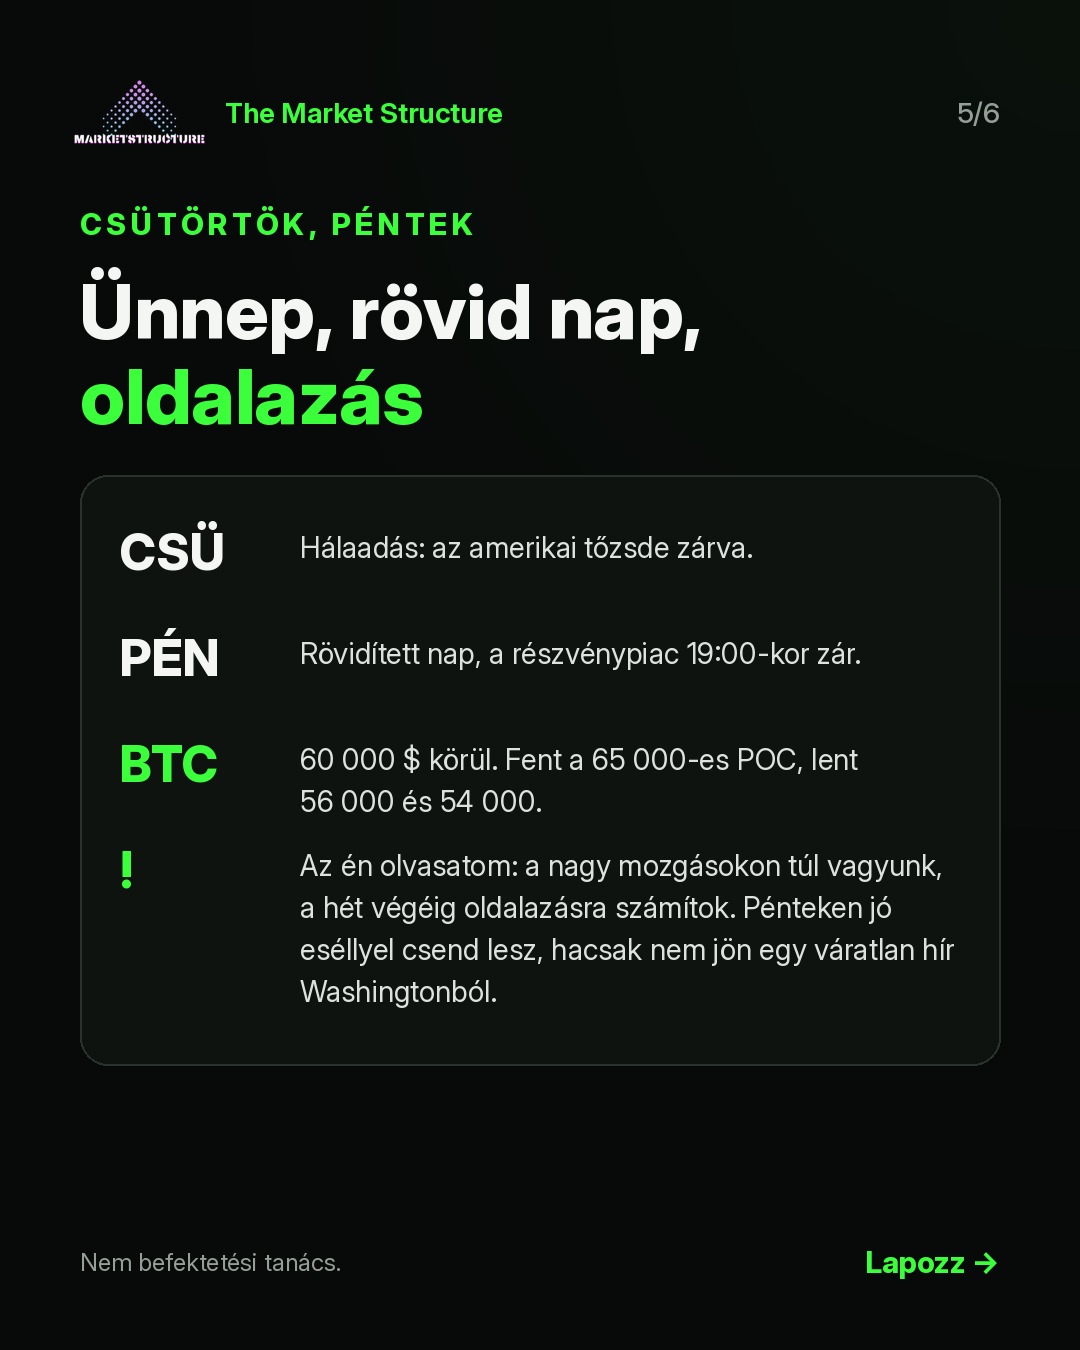 MARKETSTRUCTURE
The Market Structure
5/6
CSÜTÖRTÖK, PÉNTEK
Ünnep, rövid nap,
oldalazás
CSÜ
Hálaadás: az amerikai tőzsde zárva.
PÉN
Rövidített nap, a részvénypiac 19:00-kor zár.
BTC
60 000 $ körül. Fent a 65 000-es POC, lent
56 000 és 54 000.
!
Az én olvasatom: a nagy mozgásokon túl vagyunk,
a hét végéig oldalazásra számítok. Pénteken jó
eséllyel csend lesz, hacsak nem jön egy váratlan hír
Washingtonból.
Nem befektetési tanács.
Lapozz →